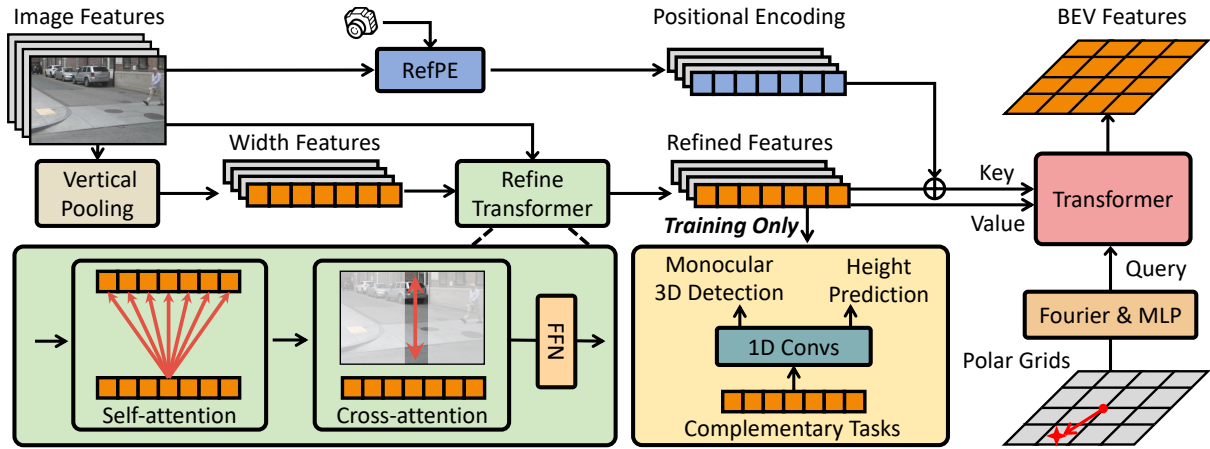 Image Features
RefPE
Positional Encoding
BEV Features
Vertical
Pooling
Width Features
Refine
Transformer
Refined Features
Key
Value
Transformer
Training Only
Monocular
3D Detection
Height
Prediction
1D Convs
Complementary Tasks
Query
Fourier & MLP
Polar Grids
Self-attention
Cross-attention
FFN